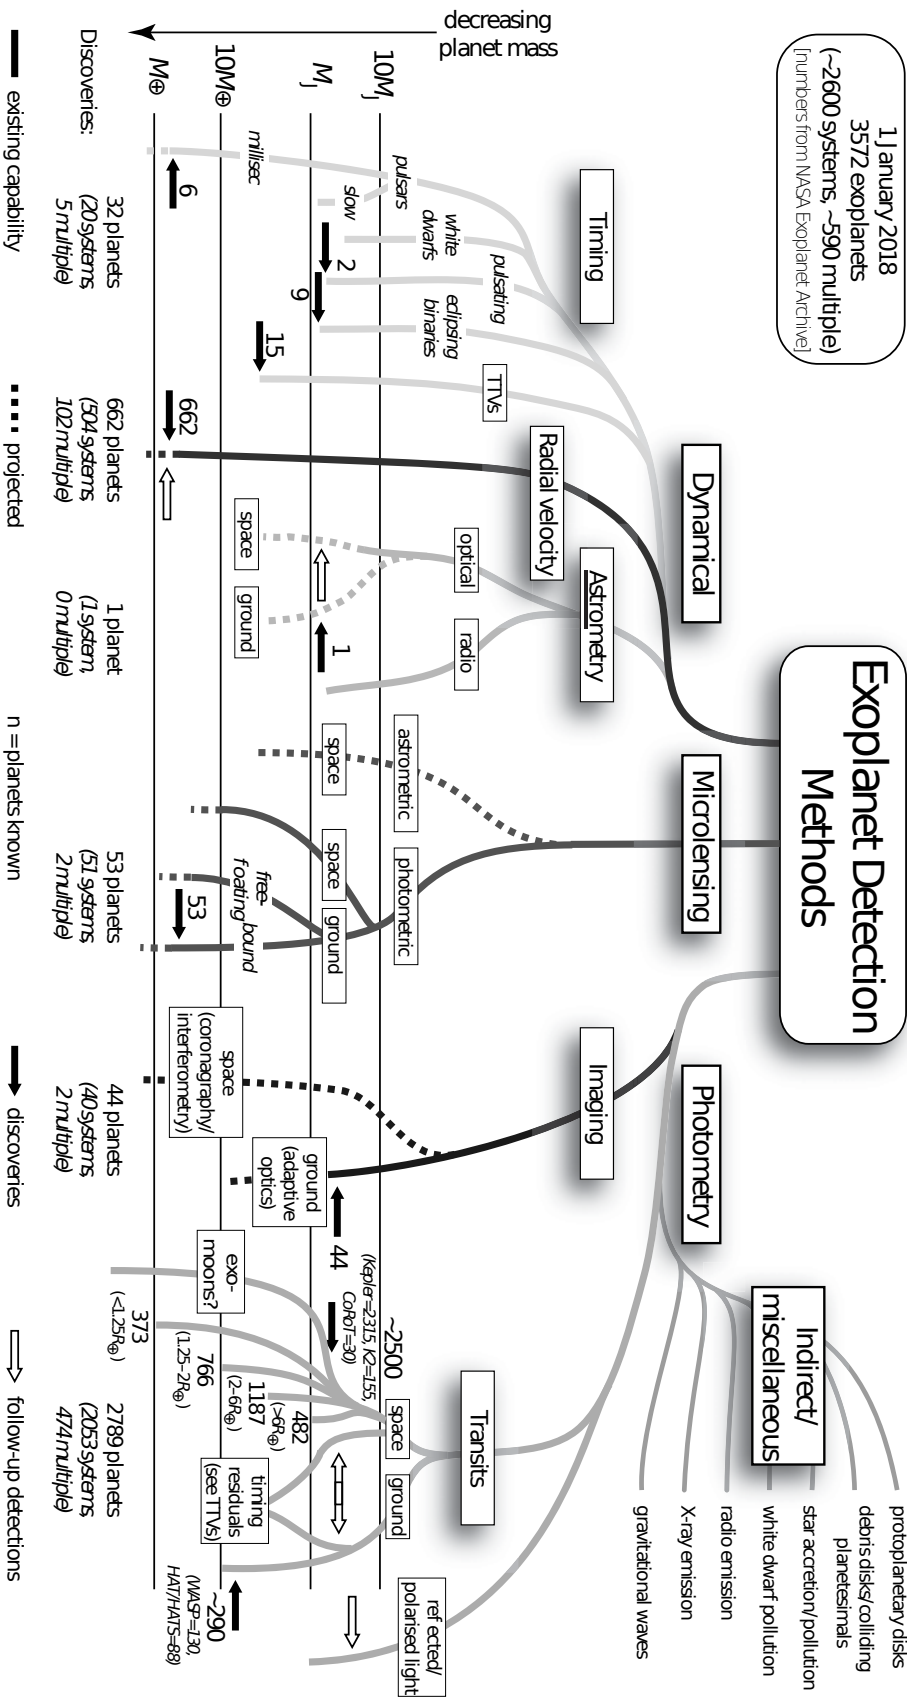 Exoplanet Detection
Methods
1 January 2018
3572 exoplanets
(~2600 systems, ~590 multiple)
[numbers from NASA Exoplanet Archive]
Dynamical
Microlensing
Photometry
Indirect/
miscellaneous
protoplanetary disks
debris disks/colliding
planetesimals
star accretion/pollution
white dwarf pollution
radio emission
X-ray emission
gravitational waves
Timing
Astrometry
Radial velocity
Imaging
Transits
decreasing
planet mass
10MJ
MJ
10M⊕
M⊕
pulsars
slow
millisec
white
dwarfs
pulsating
eclipsing
binaries
TTVs
optical
radio
space
ground
astrometric
space
photometric
space
ground
free-
foating
bound
space
(coronagraphy/
interferometry)
ground
(adaptive
optics)
exo-
moons?
space
ground
timing
residuals
(see TTVs)
ref ected/
polarised light
6
2
9
15
662
1
53
44
~2500
(Kepler=2315, K2=155,
CoRoT=30)
482
(>6R⊕)
1187
(2–6R⊕)
766
(1.25–2R⊕)
373
(<1.25R⊕)
~290
(WASP=130,
HAT/HATS=88)
Discoveries:
32 planets
(20 systems,
5 multiple)
662 planets
(504 systems,
102 multiple)
1 planet
(1 system,
0 multiple)
53 planets
(51 systems,
2 multiple)
44 planets
(40 systems,
2 multiple)
2789 planets
(2053 systems,
474 multiple)
existing capability
projected
n = planets known
discoveries
follow-up detections